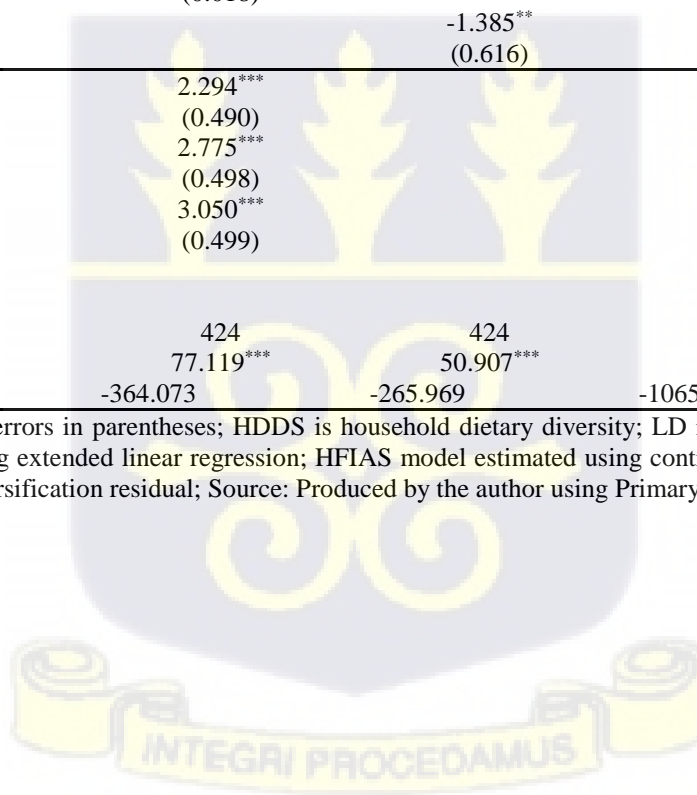 -1.385**
(0.616)
2.294***
(0.490)
2.775***
(0.498)
3.050***
(0.499)
424 424
77.119*** 50.907***
-364.073 -265.969 -1065
errors in parentheses; HDDS is household dietary diversity; LD
extended linear regression; HFIAS model estimated using
residual; Source: Produced by the author using Primary
INTEGRI PROCEDAMUS